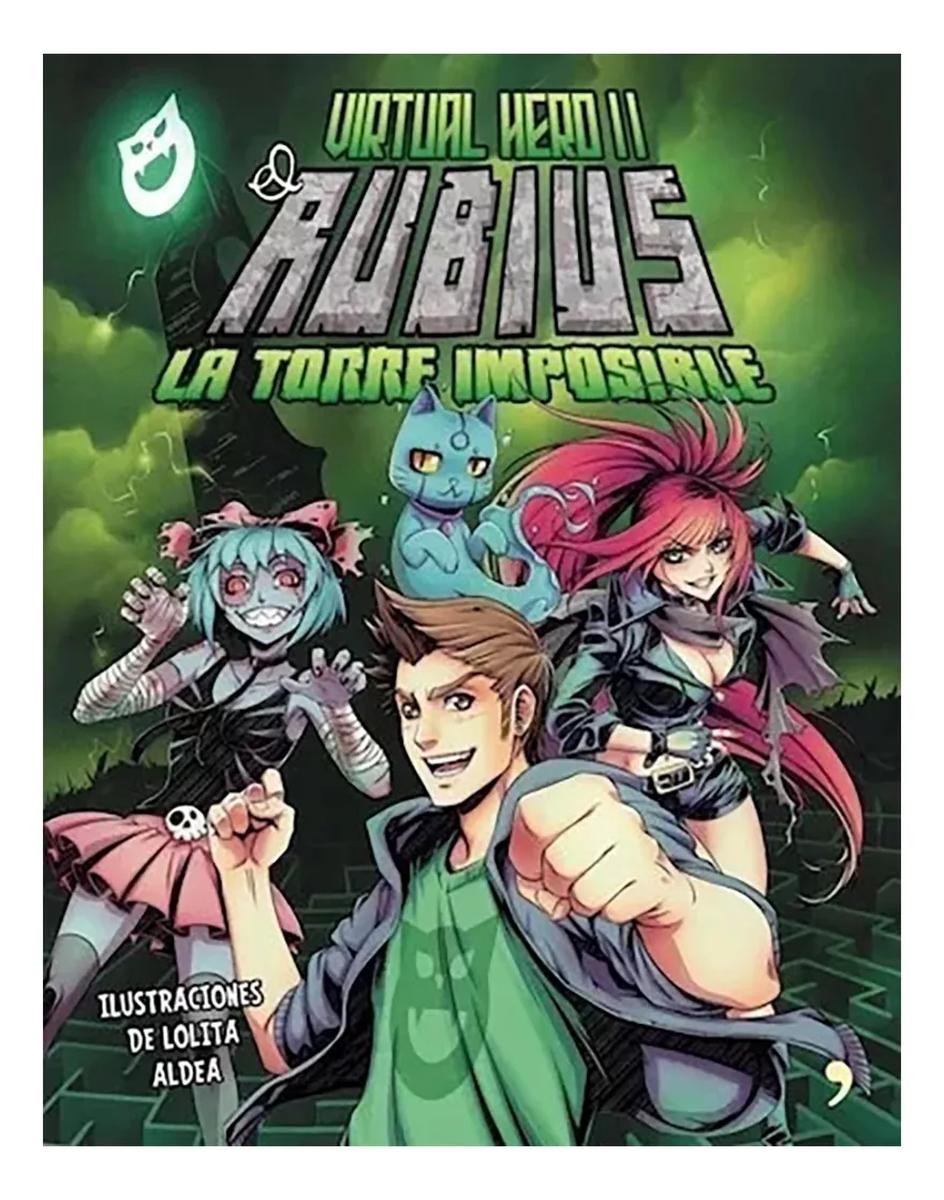 VIRTUAL HERO II
el
RUBIUS
LA TORRE IMPOSIBLE
ILUSTRACIONES
DE LOLITA
ALDEA